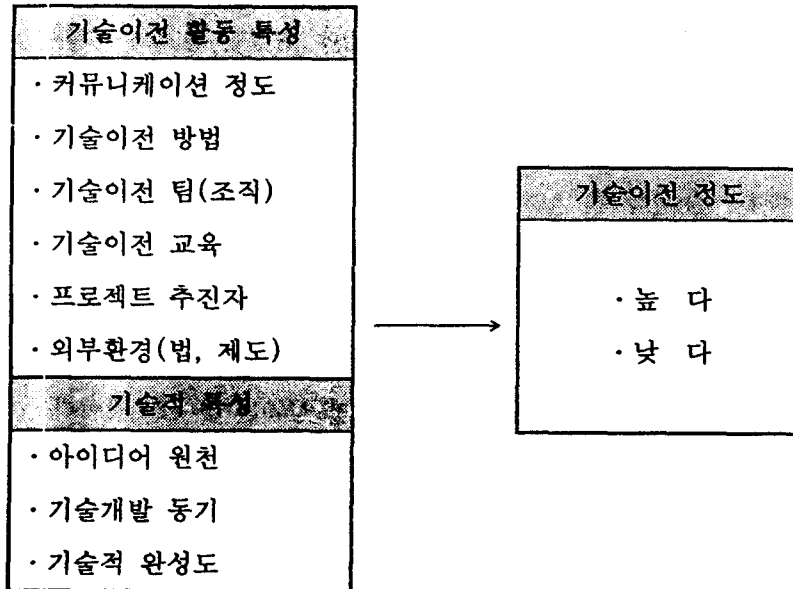 기술이전 활동 특성
· 커뮤니케이션 정도
· 기술이전 방법
· 기술이전 팀(조직)
· 기술이전 교육
· 프로젝트 추진자
· 외부환경(법, 제도)
기술적 특성
· 아이디어 원천
· 기술개발 동기
· 기술적 완성도
기술이전 정도
· 높 다
· 낮 다